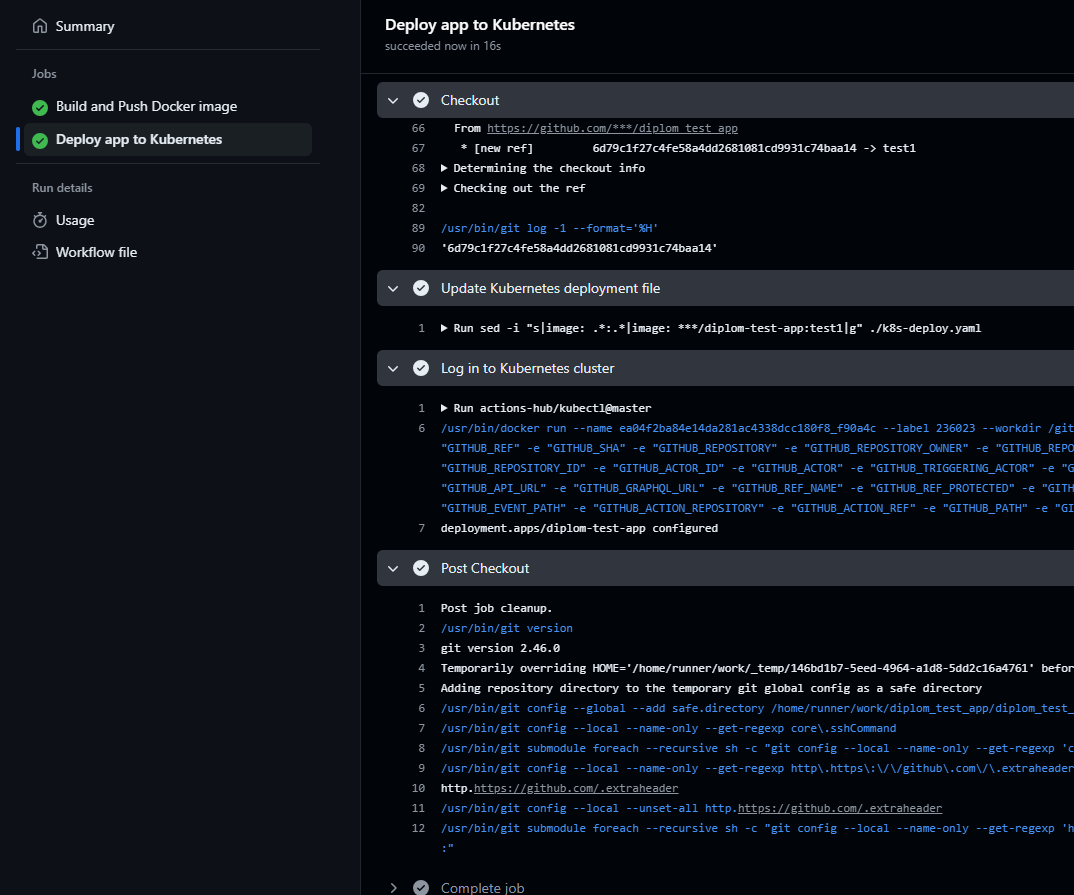 Summary
Jobs
Build and Push Docker image
Deploy app to Kubernetes
Run details
Usage
Workflow file
Deploy app to Kubernetes
succeeded now in 16s
Checkout
66 From https://github.com/***/diplom_test_app
67 * [new ref] 6d79c1f27c4fe58a4dd2681081cd9931c74baa14 -> test1
68 ▶ Determining the checkout info
69 ▶ Checking out the ref
82
89 /usr/bin/git log -1 --format='%H'
90 '6d79c1f27c4fe58a4dd2681081cd9931c74baa14'
Update Kubernetes deployment file
1 ▶ Run sed -i "s|image: .*:.*|image: ***/diplom-test-app:test1|g" ./k8s-deploy.yaml
Log in to Kubernetes cluster
1 ▶ Run actions-hub/kubectl@master
6 /usr/bin/docker run --name ea04f2ba84e14da281ac4338dcc180f8_f90a4c --label 236023 --workdir /git
"GITHUB_REF" -e "GITHUB_SHA" -e "GITHUB_REPOSITORY" -e "GITHUB_REPOSITORY_OWNER" -e "GITHUB_REPO
"GITHUB_REPOSITORY_ID" -e "GITHUB_ACTOR_ID" -e "GITHUB_ACTOR" -e "GITHUB_TRIGGERING_ACTOR" -e "G
"GITHUB_API_URL" -e "GITHUB_GRAPHQL_URL" -e "GITHUB_REF_NAME" -e "GITHUB_REF_PROTECTED" -e "GITH
"GITHUB_EVENT_PATH" -e "GITHUB_ACTION_REPOSITORY" -e "GITHUB_ACTION_REF" -e "GITHUB_PATH" -e "GI
7 deployment.apps/diplom-test-app configured
Post Checkout
1 Post job cleanup.
2 /usr/bin/git version
3 git version 2.46.0
4 Temporarily overriding HOME='/home/runner/work/_temp/146bd1b7-5eed-4964-a1d8-5dd2c16a4761' befor
5 Adding repository directory to the temporary git global config as a safe directory
6 /usr/bin/git config --global --add safe.directory /home/runner/work/diplom_test_app/diplom_test_
7 /usr/bin/git config --local --name-only --get-regexp core\.sshCommand
8 /usr/bin/git submodule foreach --recursive sh -c "git config --local --name-only --get-regexp 'c
9 /usr/bin/git config --local --name-only --get-regexp http\.https\:\/\/github\.com\/\.extraheader
10 http.https://github.com/.extraheader
11 /usr/bin/git config --local --unset-all http.https://github.com/.extraheader
12 /usr/bin/git submodule foreach --recursive sh -c "git config --local --name-only --get-regexp 'h
:"
Complete job